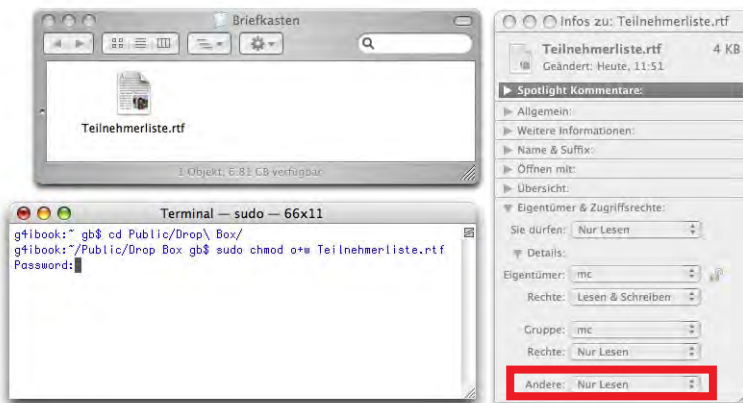 Briefkasten
Teilnehmerliste.rtf
1 Objekt, 6.81 GB verfügbar
Terminal — sudo — 66x11
g4ibook:~ gb$ cd Public/Drop\ Box/
g4ibook:~/Public/Drop Box gb$ sudo chmod o+w Teilnehmerliste.rtf
Password:
Infos zu: Teilnehmerliste.rtf
Teilnehmerliste.rtf 4 KB
Geändert: Heute, 11:51
Spotlight Kommentare:
Allgemein:
Weitere Informationen:
Name & Suffix:
Öffnen mit:
Übersicht:
Eigentümer & Zugriffsrechte:
Sie dürfen: Nur Lesen
Details:
Eigentümer: mc
Rechte: Lesen & Schreiben
Gruppe: mc
Rechte: Nur Lesen
Andere: Nur Lesen